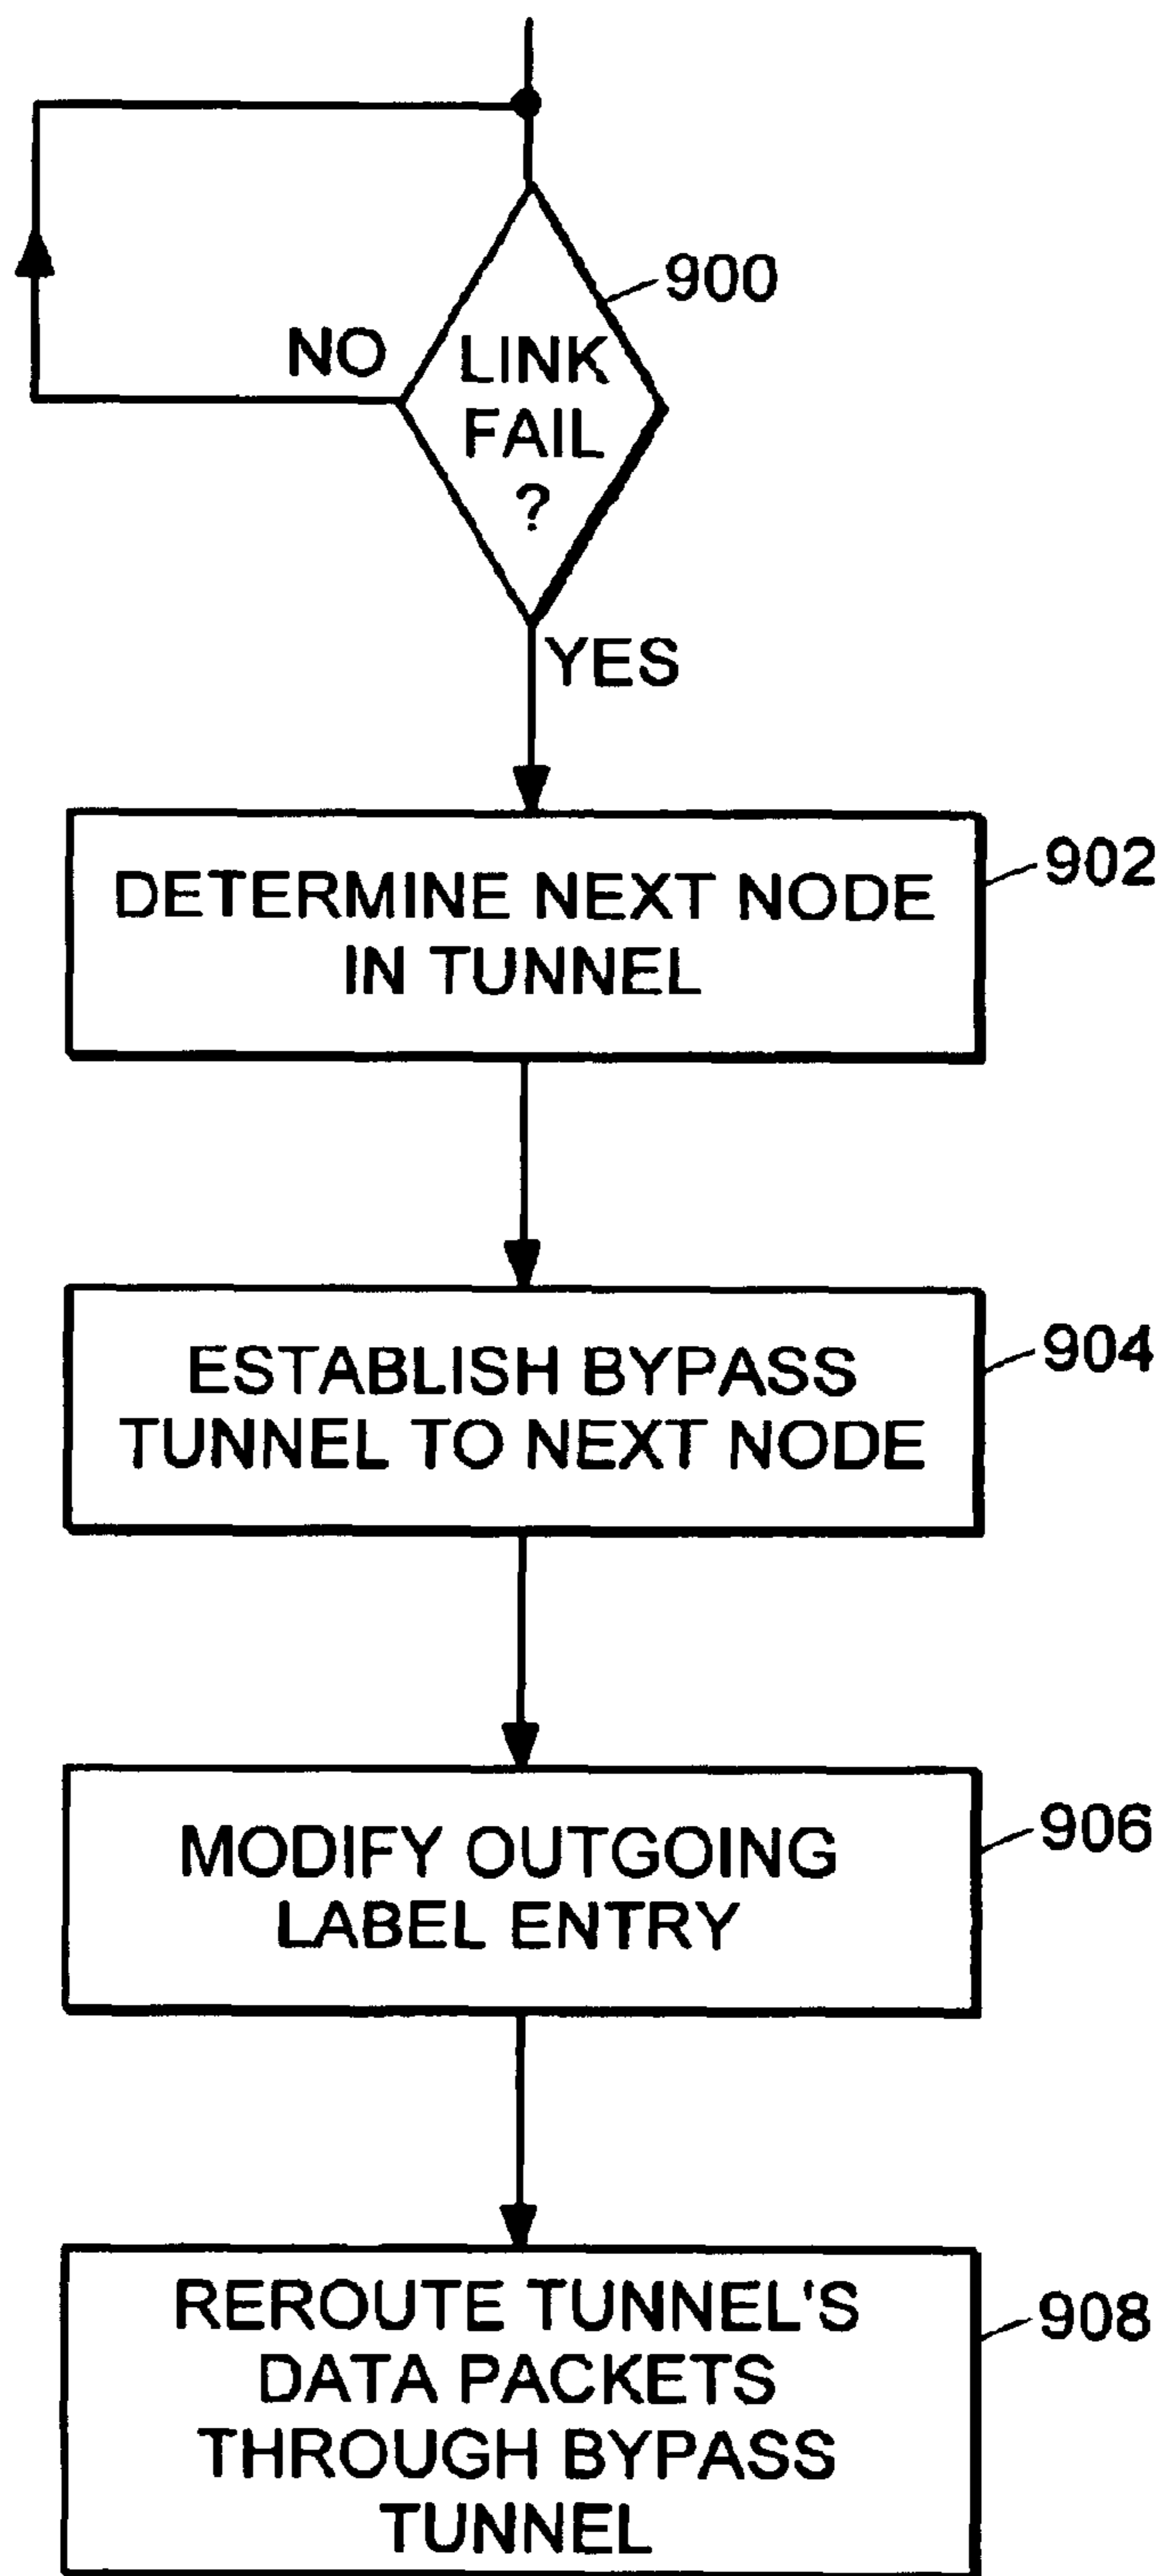 900
NO
LINK
FAIL
?
YES
902
DETERMINE NEXT NODE
IN TUNNEL
904
ESTABLISH BYPASS
TUNNEL TO NEXT NODE
906
MODIFY OUTGOING
LABEL ENTRY
908
REROUTE TUNNEL'S
DATA PACKETS
THROUGH BYPASS
TUNNEL